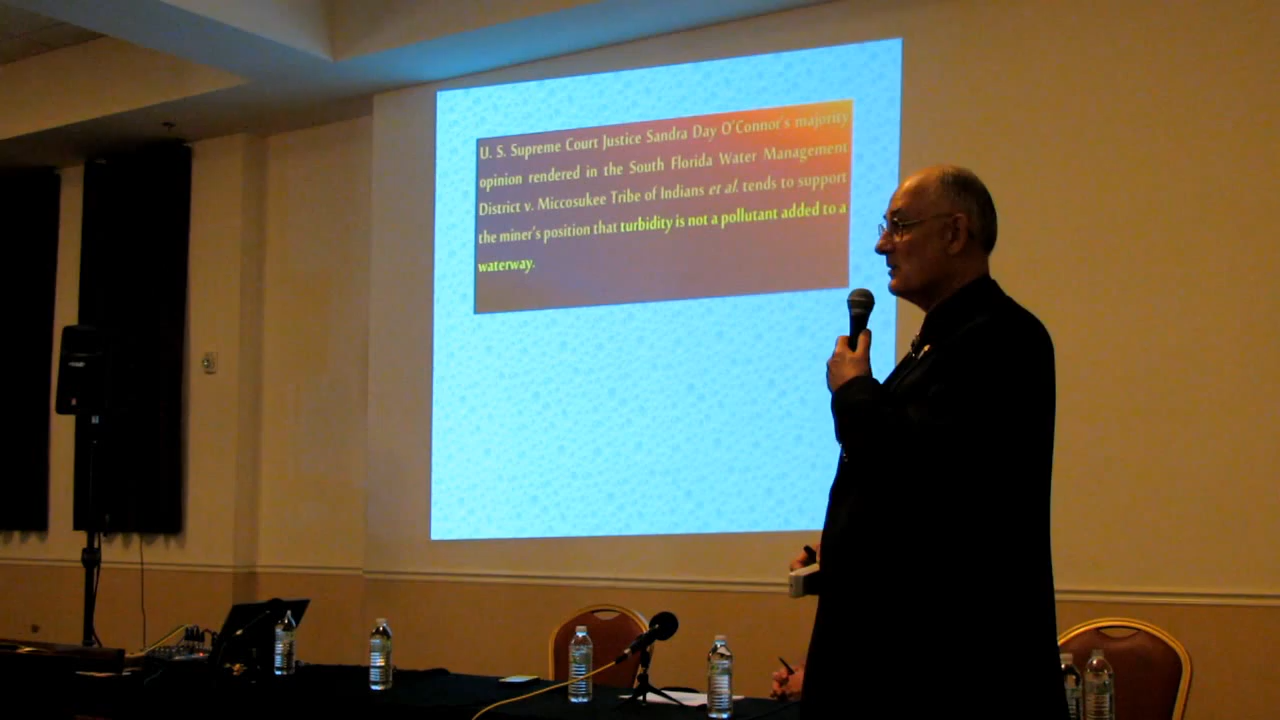 U. S. Supreme Court Justice Sandra Day O'Connor's majority
opinion rendered in the South Florida Water Management
District v. Miccosukee Tribe of Indians et al. tends to support
the miner's position that turbidity is not a pollutant added to a
waterway.